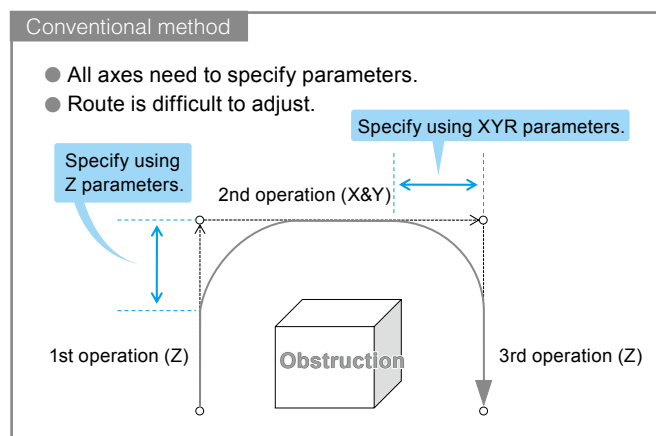 Conventional method
● All axes need to specify parameters.
● Route is difficult to adjust.
Specify using XYR parameters.
Specify using
Z parameters.
2nd operation (X&Y)
1st operation (Z)
Obstruction
3rd operation (Z)